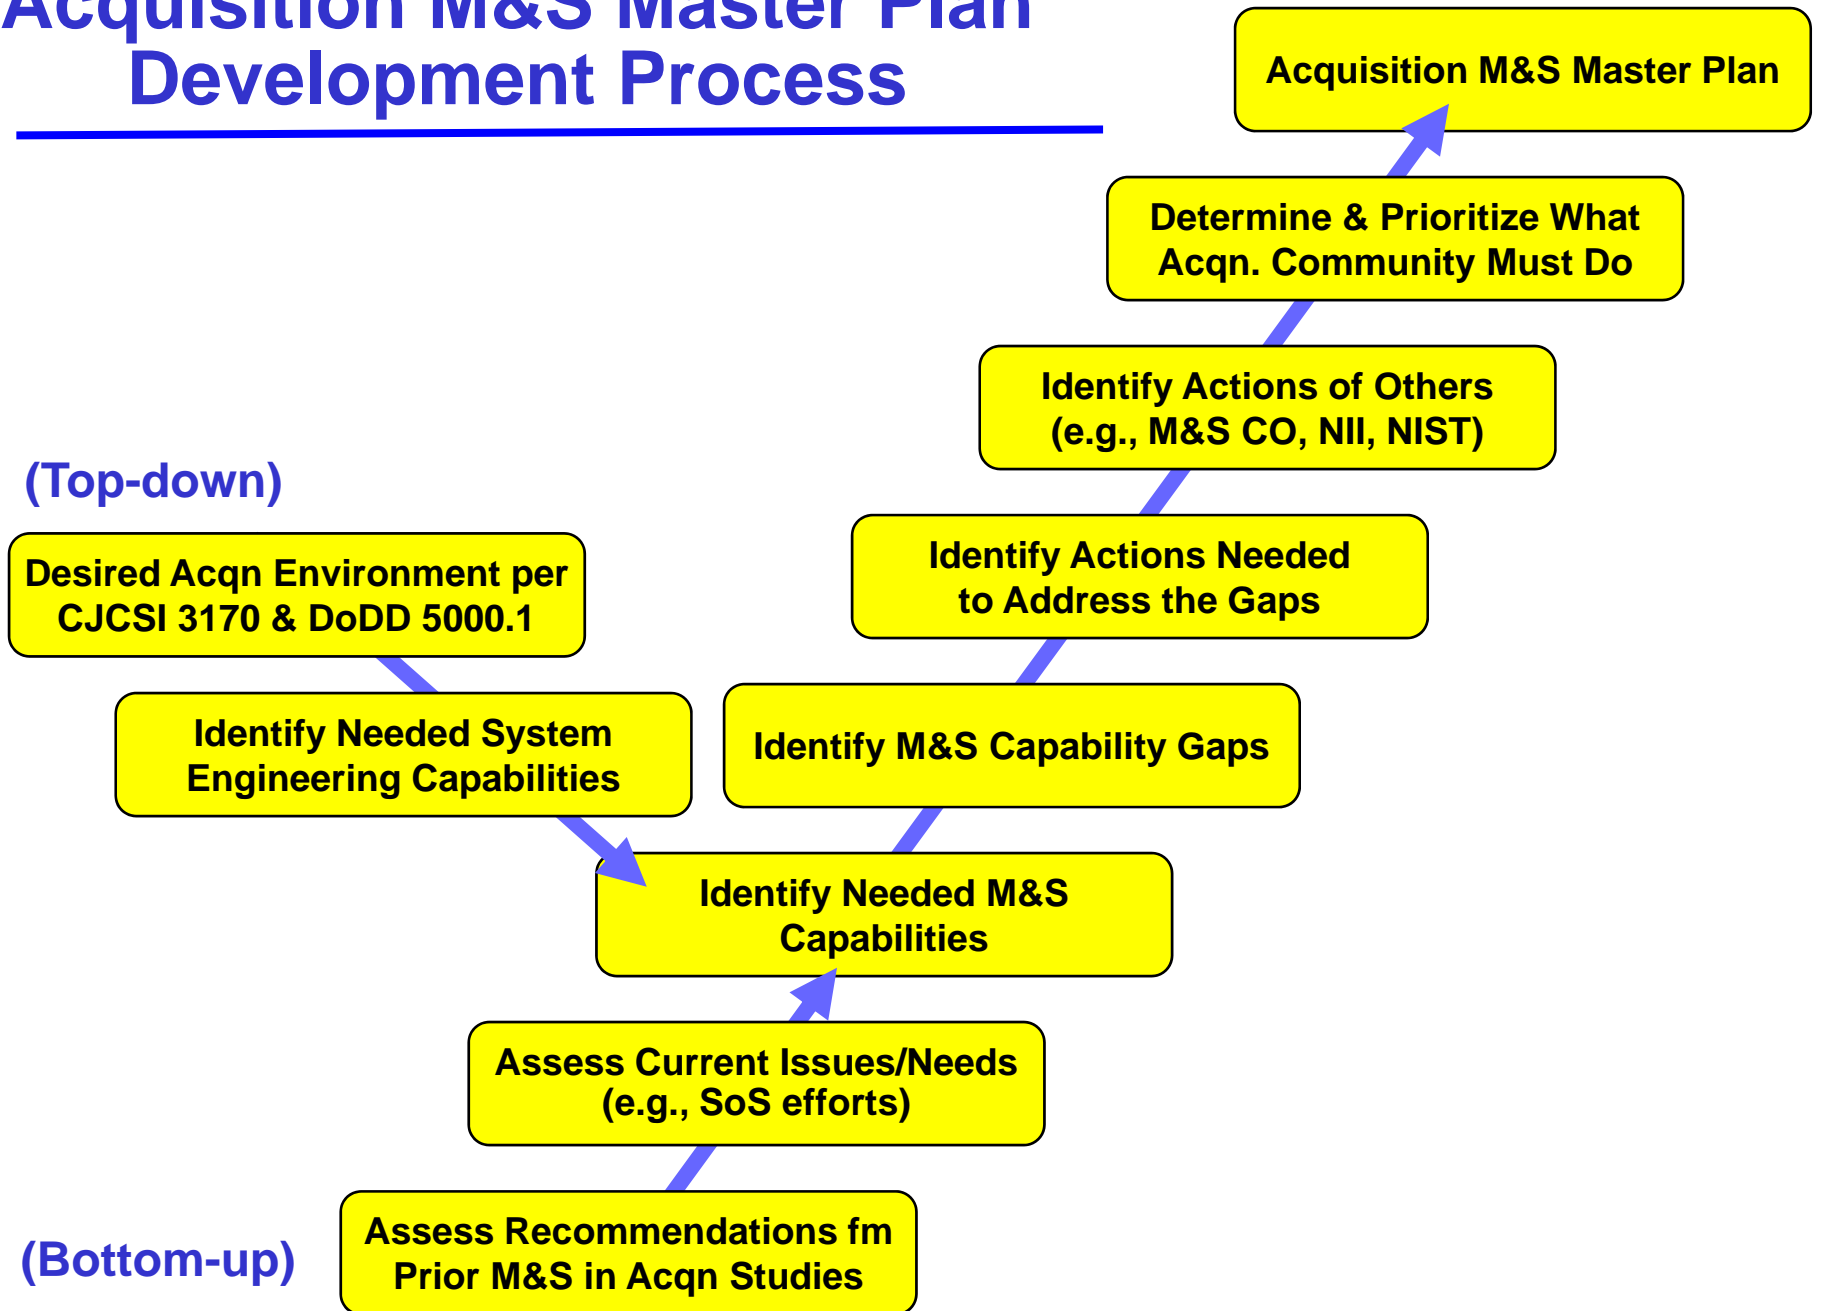 Acquisition M&S Master Plan
Development Process
Acquisition M&S Master Plan
Determine & Prioritize What
Acqn. Community Must Do
Identify Actions of Others
(e.g., M&S CO, NII, NIST)
(Top-down)
Desired Acqn Environment per
CJCSI 3170 & DoDD 5000.1
Identify Actions Needed
to Address the Gaps
Identify Needed System
Engineering Capabilities
Identify M&S Capability Gaps
Identify Needed M&S
Capabilities
Assess Current Issues/Needs
(e.g., SoS efforts)
(Bottom-up)
Assess Recommendations fm
Prior M&S in Acqn Studies